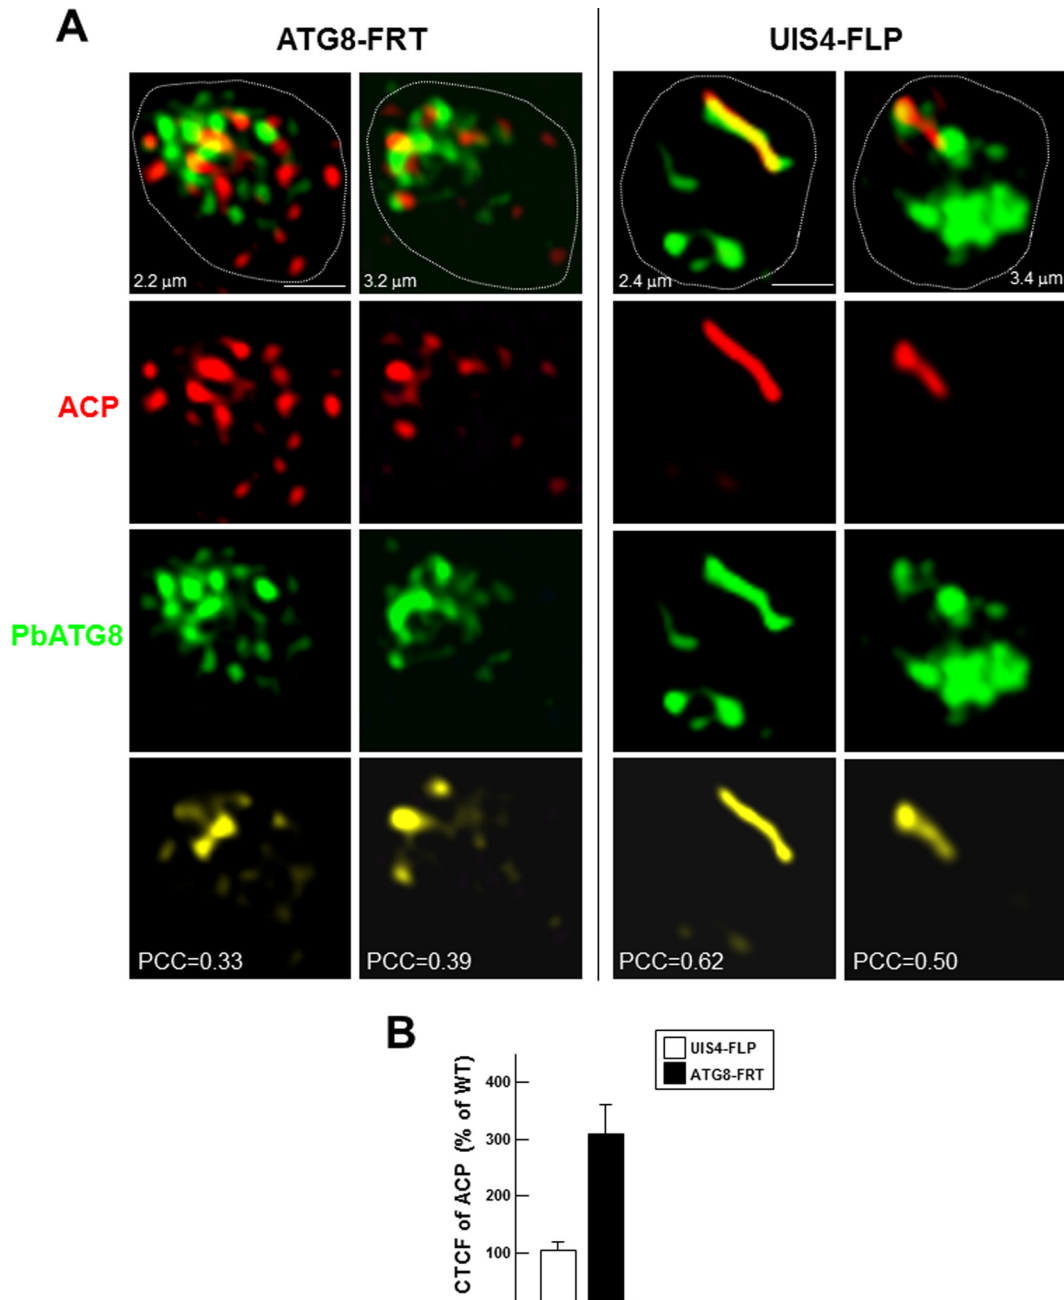 A
ATG8-FRT
UIS4-FLP
2.2 µm
3.2 µm
2.4 µm
3.4 µm
ACP
PbATG8
PCC=0.33
PCC=0.39
PCC=0.62
PCC=0.50
B
UIS4-FLP
ATG8-FRT
CTCF of ACP (% of WT)
400
300
200
100